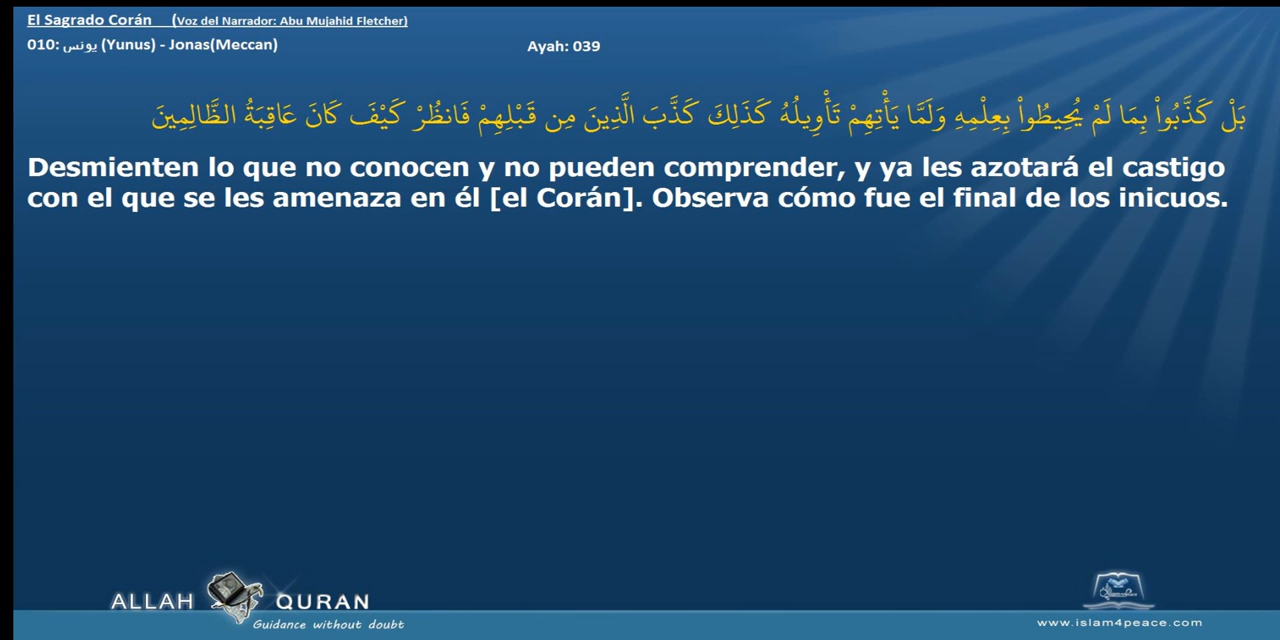 El Sagrado Corán (Voz del Narrador: Abu Mujahid Fletcher)
010: يونس (Yunus) - Jonas(Meccan) Ayah: 039
بَلْ كَذَّبُواْ بِمَا لَمْ يُحِيطُواْ بِعِلْمِهِ وَلَمَّا يَأْتِهِمْ تَأْوِيلُهُ كَذَلِكَ كَذَّبَ الَّذِينَ مِن قَبْلِهِمْ فَانظُرْ كَيْفَ كَانَ عَاقِبَةُ الظَّالِمِينَ
Desmienten lo que no conocen y no pueden comprender, y ya les azotará el castigo
con el que se les amenaza en él [el Corán]. Observa cómo fue el final de los inicuos.
ALLAH QURAN
Guidance without doubt
www.islam4peace.com